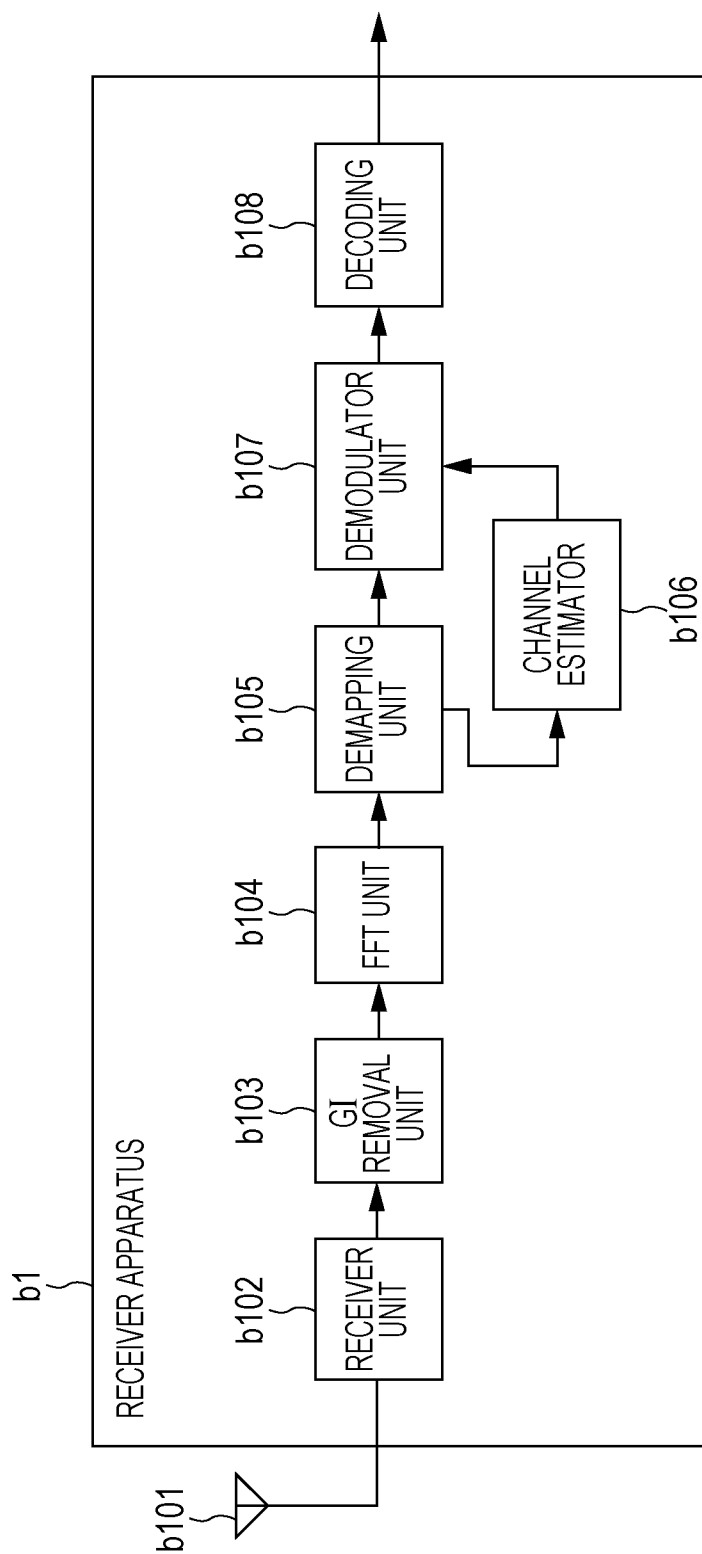 b1
RECEIVER APPARATUS
b101
b102
RECEIVER
UNIT
b103
GI
REMOVAL
UNIT
b104
FFT UNIT
b105
DEMAPPING
UNIT
b107
DEMODULATOR
UNIT
b108
DECODING
UNIT
CHANNEL
ESTIMATOR
b106